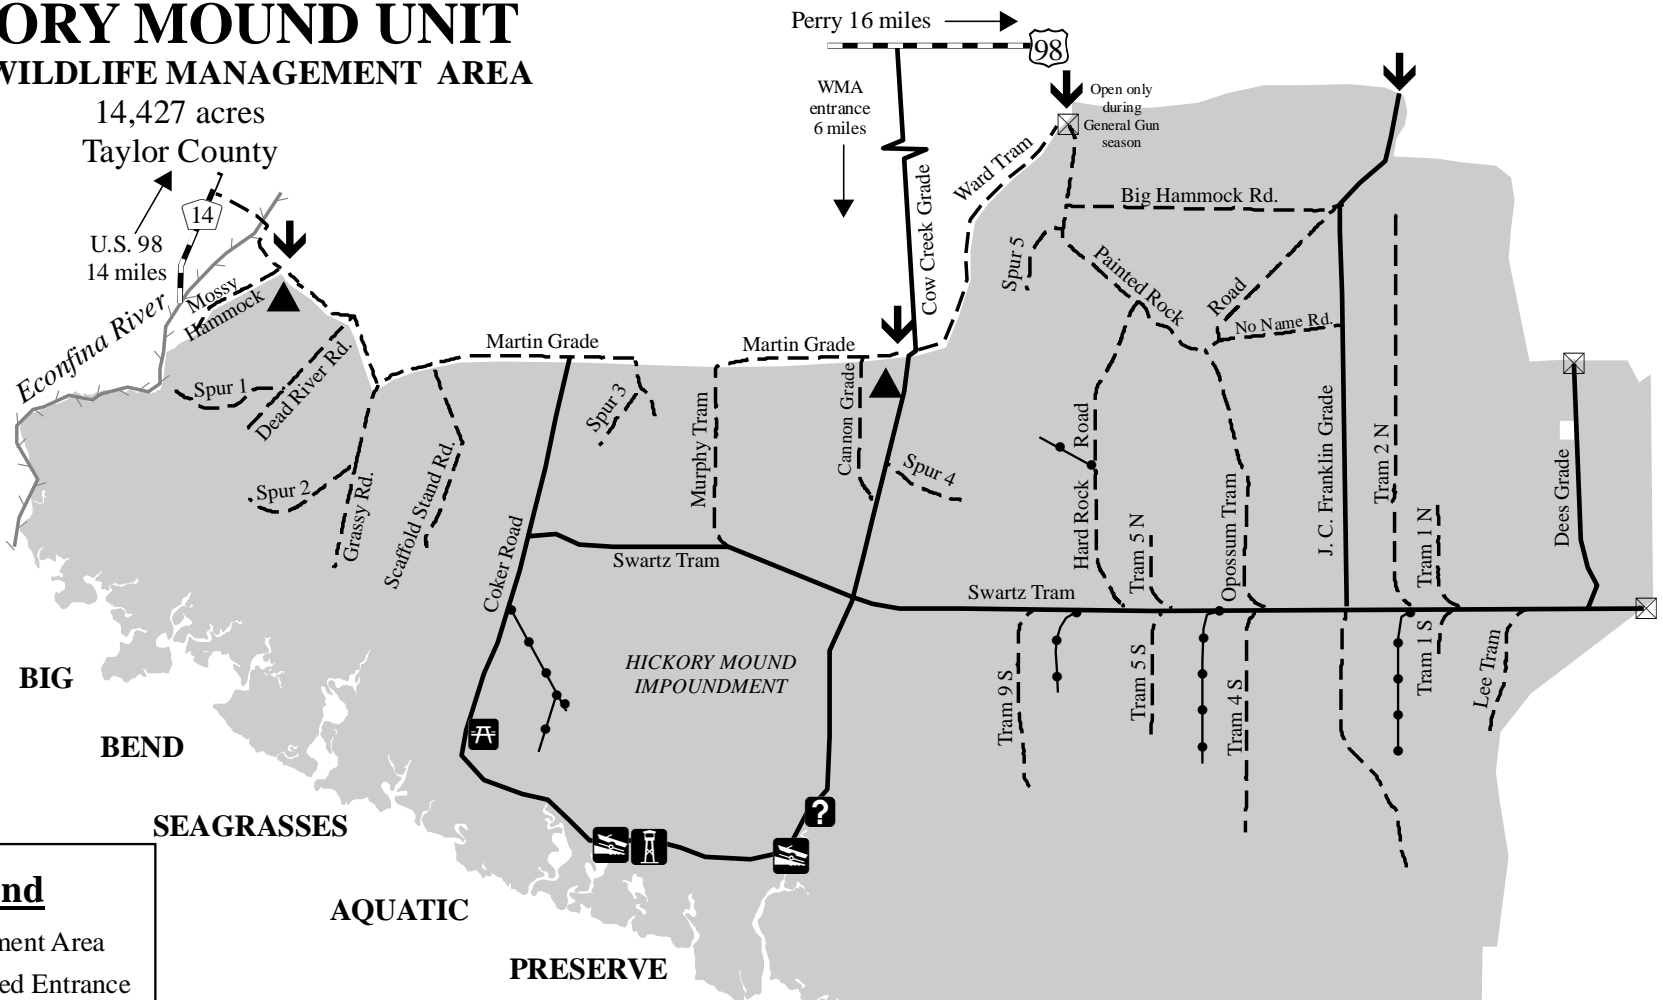 ORY MOUND UNIT
WILDLIFE MANAGEMENT AREA
14,427 acres
Taylor County
14
U.S. 98
14 miles
Perry 16 miles
98
WMA
entrance
6 miles
Open only
during
General Gun
season
Ward Tram
Cow Creek Grade
Big Hammock Rd.
Spur 5
Painted Rock
Road
No Name Rd.
Econfina River
Mossy
Hammock
Martin Grade
Martin Grade
Spur 1
Dead River Rd.
Spur 2
Grassy Rd.
Scaffold Stand Rd.
Spur 3
Murphy Tram
Cannon Grade
Spur 4
Hard Rock Road
Opossum Tram
J. C. Franklin Grade
Tram 2 N
Tram 1 N
Tram 5 N
Dees Grade
Coker Road
Swartz Tram
Swartz Tram
HICKORY MOUND
IMPOUNDMENT
Tram 9 S
Tram 5 S
Tram 4 S
Tram 1 S
Lee Tram
?
BIG
BEND
SEAGRASSES
AQUATIC
PRESERVE
nd
ment Area
ed Entrance